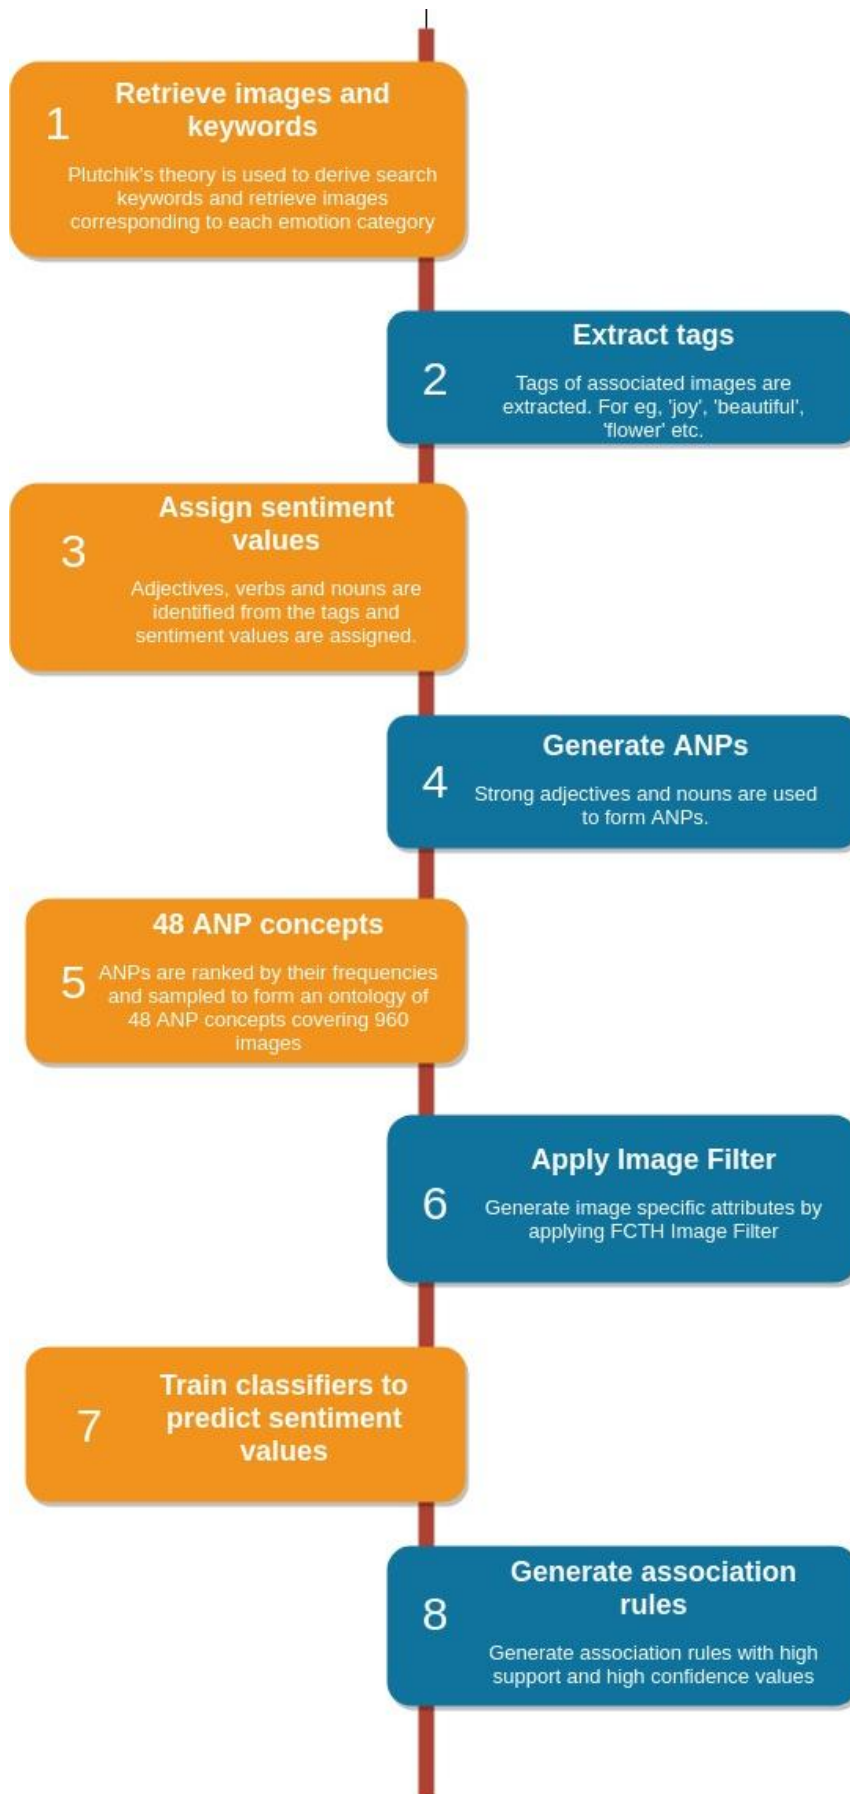 1
Retrieve images and
keywords
Plutchik's theory is used to derive search
keywords and retrieve images
corresponding to each emotion category
2
Extract tags
Tags of associated images are
extracted. For eg, 'joy', 'beautiful',
'flower' etc.
3
Assign sentiment
values
Adjectives, verbs and nouns are
identified from the tags and
sentiment values are assigned.
4
Generate ANPs
Strong adjectives and nouns are used
to form ANPs.
5
48 ANP concepts
ANPs are ranked by their frequencies
and sampled to form an ontology of
48 ANP concepts covering 960
images
6
Apply Image Filter
Generate image specific attributes by
applying FCTH Image Filter
7
Train classifiers to
predict sentiment
values
8
Generate association
rules
Generate association rules with high
support and high confidence values